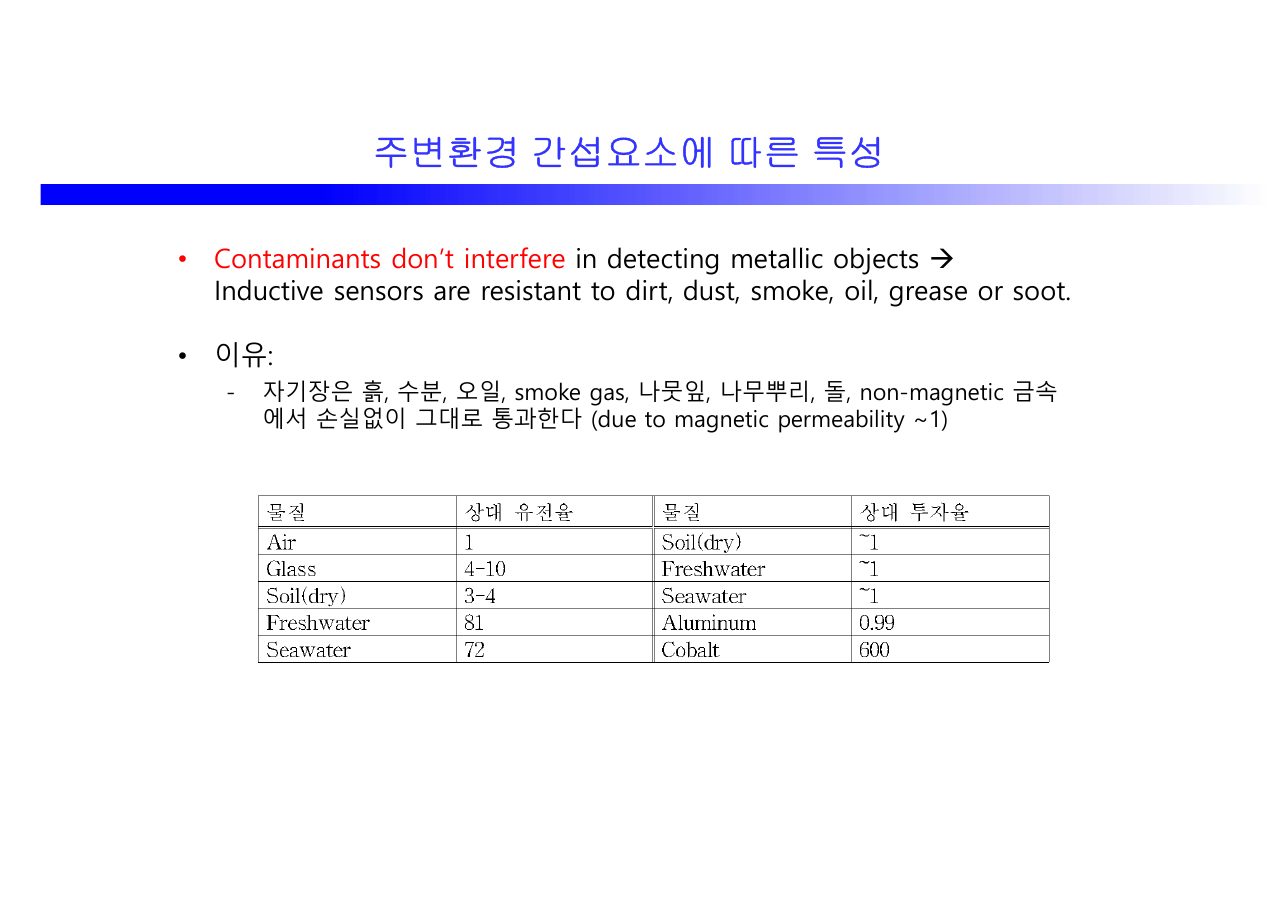 주변환경 간섭요소에 따른 특성
• Contaminants don’t interfere in detecting metallic objects →
Inductive sensors are resistant to dirt, dust, smoke, oil, grease or soot.
• 이유:
- 자기장은 흙, 수분, 오일, smoke gas, 나뭇잎, 나무뿌리, 돌, non-magnetic 금속
에서 손실없이 그대로 통과한다 (due to magnetic permeability ~1)
물질 상대 유전율 물질 상대 투자율
Air 1 Soil(dry) ~1
Glass 4-10 Freshwater ~1
Soil(dry) 3-4 Seawater ~1
Freshwater 81 Aluminum 0.99
Seawater 72 Cobalt 600